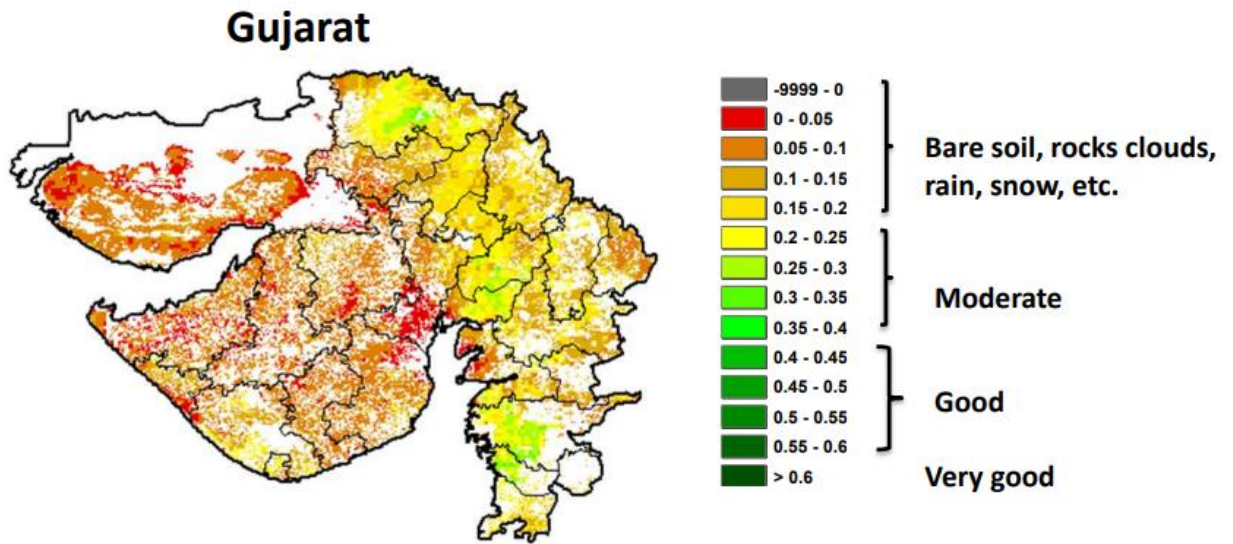 Gujarat
-9999 - 0
0 - 0.05
0.05 - 0.1
0.1 - 0.15
0.15 - 0.2
0.2 - 0.25
0.25 - 0.3
0.3 - 0.35
0.35 - 0.4
0.4 - 0.45
0.45 - 0.5
0.5 - 0.55
0.55 - 0.6
> 0.6
Bare soil, rocks clouds,
rain, snow, etc.
Moderate
Good
Very good